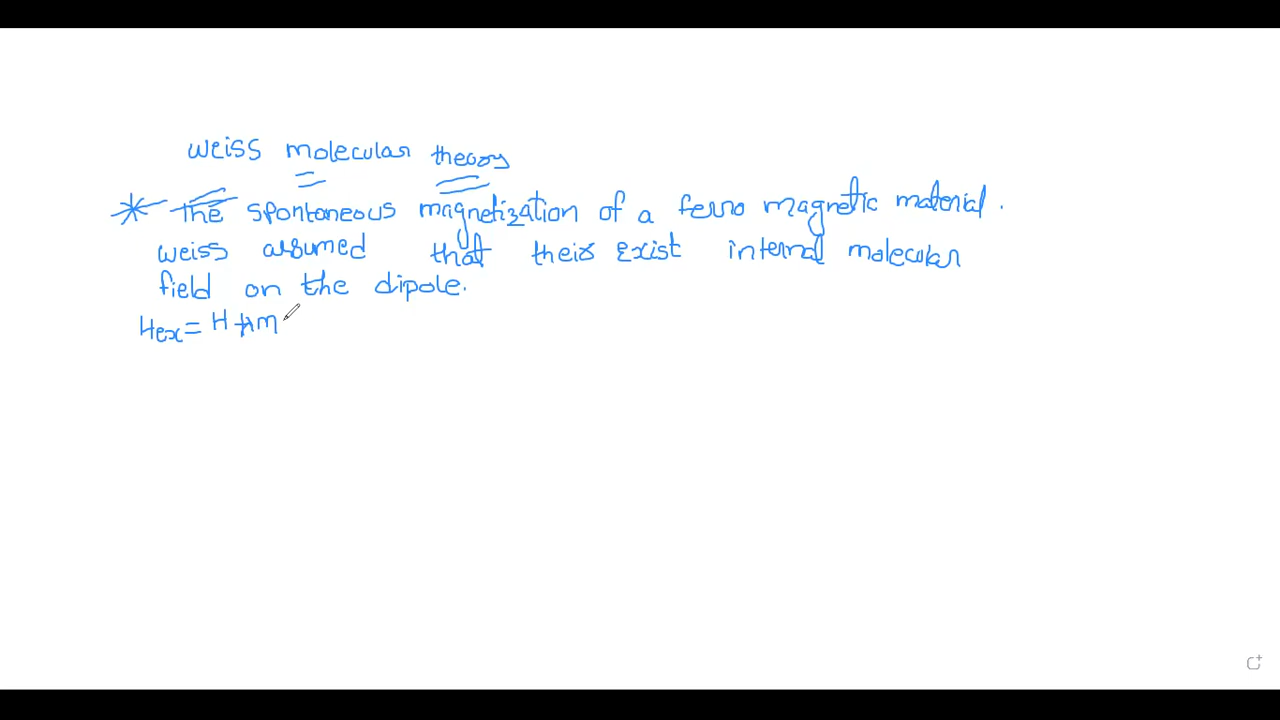 weiss molecular theory
* The spontaneous magnetization of a ferro magnetic material.
weiss assumed that their exist internal molecular
field on the dipole.
Hex = H + λm